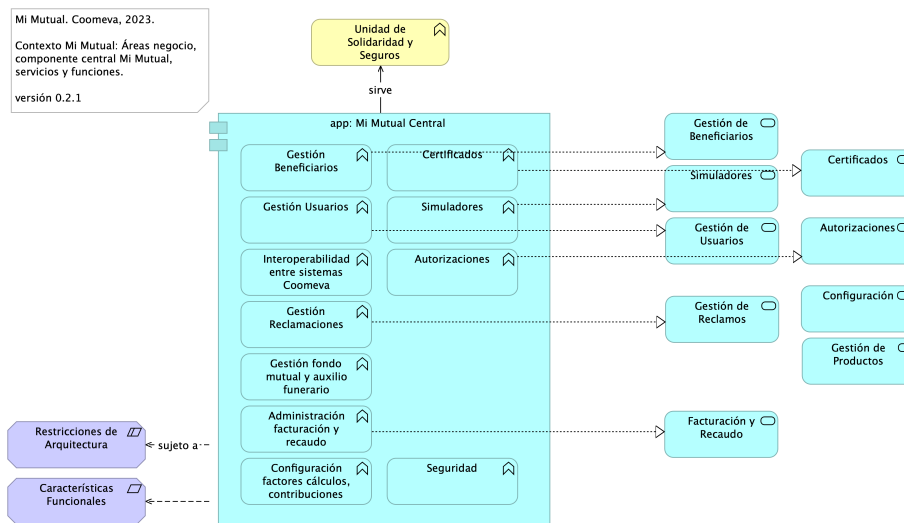 Mi Mutual. Coomeva, 2023.
Contexto Mi Mutual: Áreas negocio,
componente central Mi Mutual,
servicios y funciones.
versión 0.2.1
Unidad de
Solidaridad y
Seguros
sirve
app: Mi Mutual Central
Gestión
Beneficiarios
Certificados
Gestión Usuarios
Simuladores
Interoperabilidad
entre sistemas
Coomeva
Autorizaciones
Gestión
Reclamaciones
Gestión fondo
mutual y auxilio
funerario
Administración
facturación y
recaudo
Configuración
factores cálculos,
contribuciones
Seguridad
Gestión de
Beneficiarios
Simuladores
Gestión de
Usuarios
Gestión de
Reclamos
Facturación y
Recaudo
Certificados
Autorizaciones
Configuración
Gestión de
Productos
Restricciones de
Arquitectura
sujeto a
Características
Funcionales